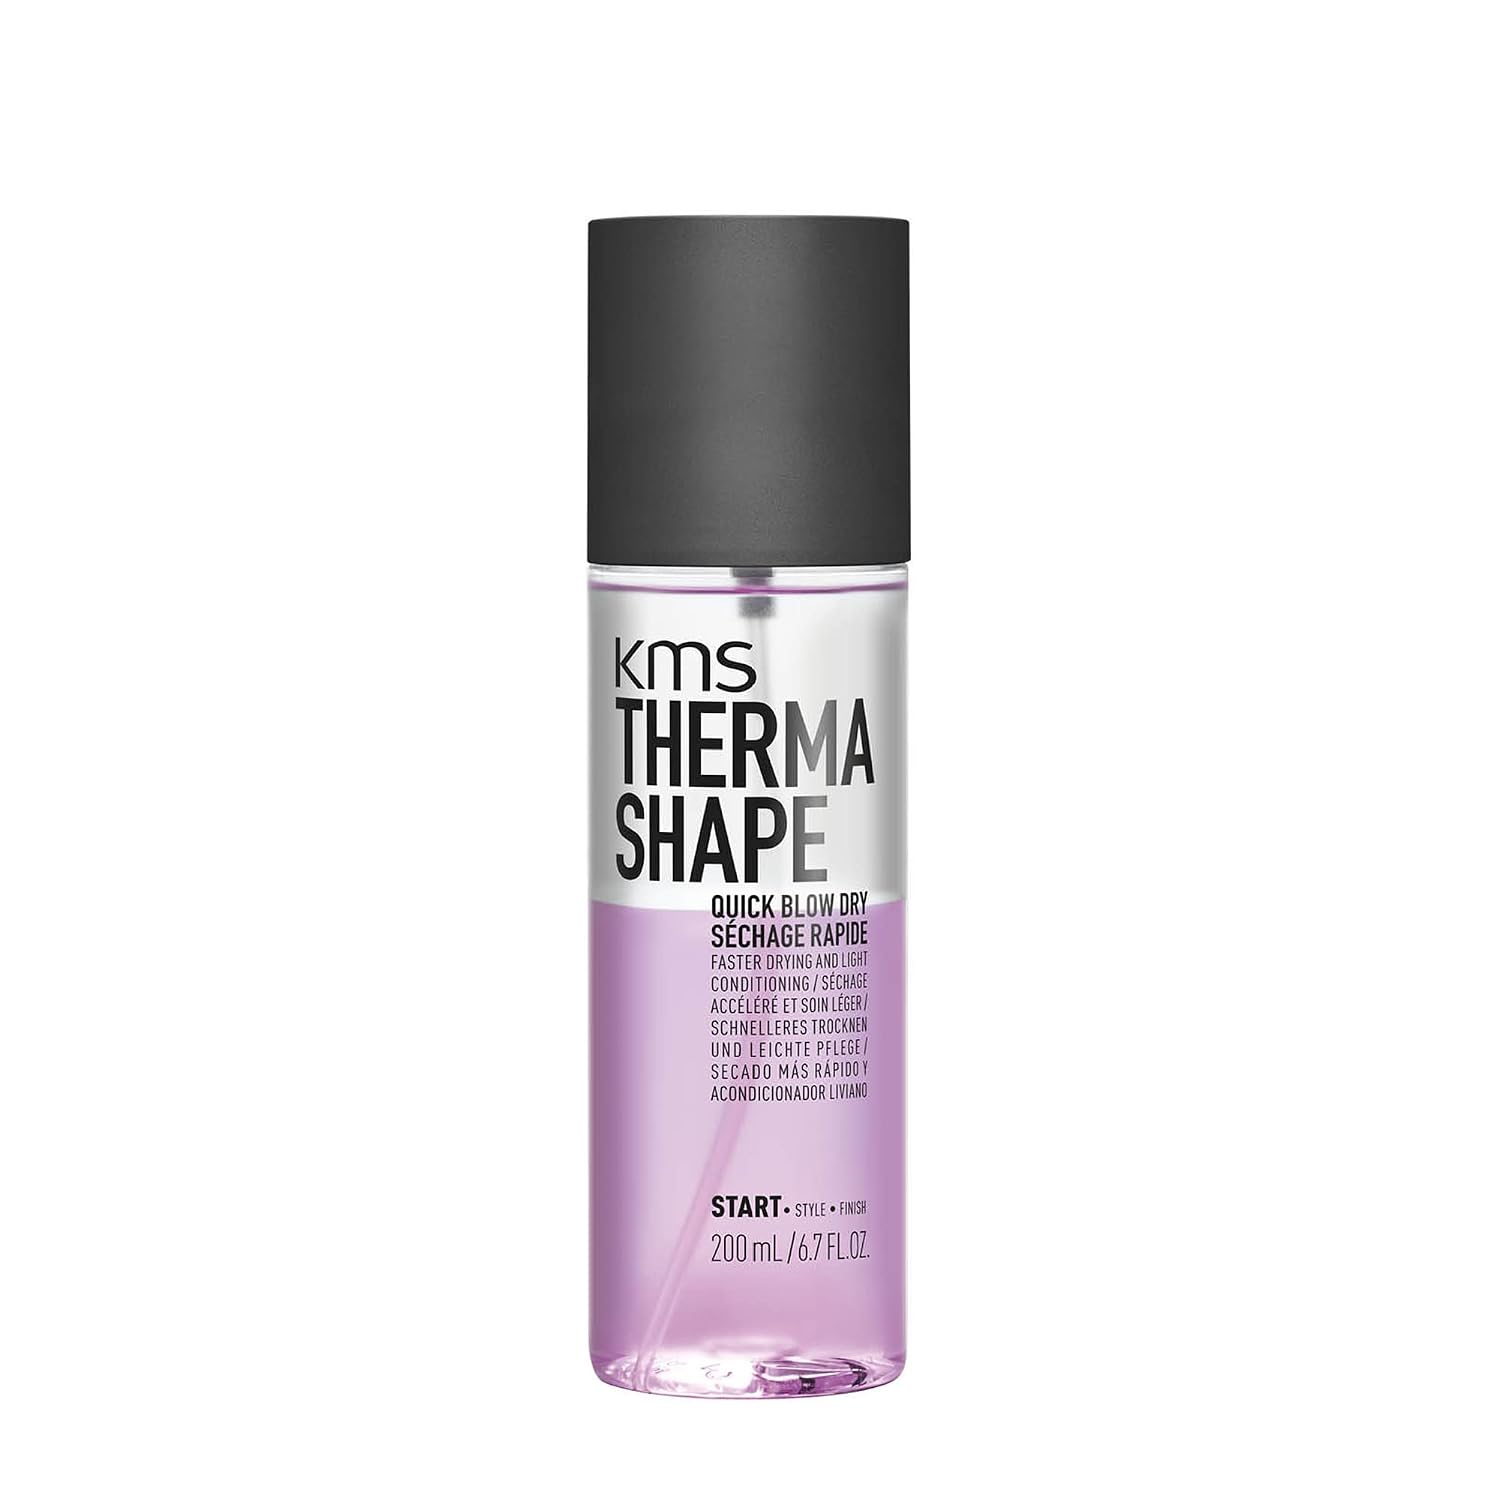 kms
THERMA
SHAPE
QUICK BLOW DRY
SÉCHAGE RAPIDE
FASTER DRYING AND LIGHT
CONDITIONING / SÉCHAGE
ACCÉLÉRÉ ET SOIN LÉGER /
SCHNELLERES TROCKNEN
UND LEICHTE PFLEGE /
SECADO MÁS RÁPIDO Y
ACONDICIONADOR LIVIANO
START • STYLE • FINISH
200 mL / 6.7 FL.OZ.